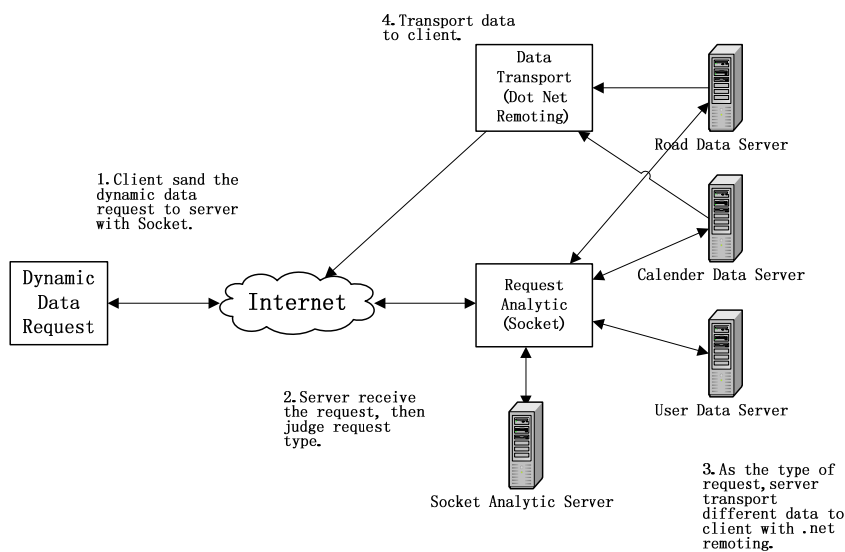 4.Transport data
to client.
Data
Transport
(Dot Net
Remoting)
Road Data Server
1.Client sand the
dynamic data
request to server
with Socket.
Calender Data Server
Dynamic
Data
Request
Internet
Request
Analytic
(Socket)
2.Server receive
the request, then
judge request
type.
User Data Server
Socket Analytic Server
3.As the type of
request,server
transport
different data to
client with .net
remoting.